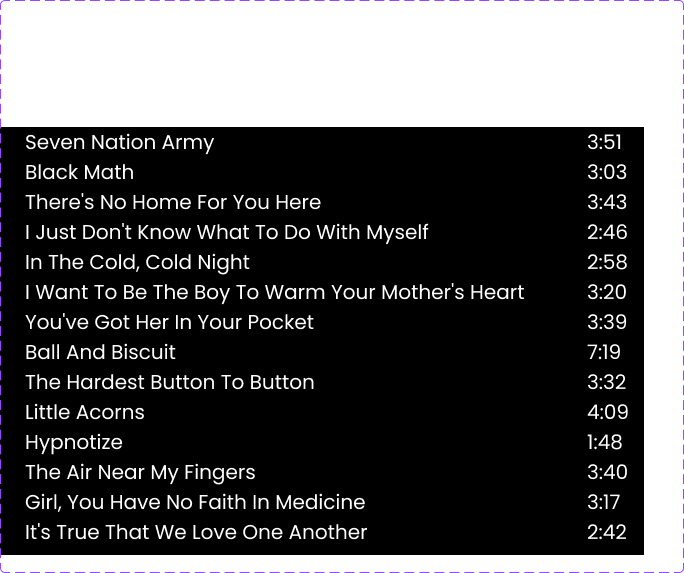 Seven Nation Army 3:51
Black Math 3:03
There's No Home For You Here 3:43
I Just Don't Know What To Do With Myself 2:46
In The Cold, Cold Night 2:58
I Want To Be The Boy To Warm Your Mother's Heart 3:20
You've Got Her In Your Pocket 3:39
Ball And Biscuit 7:19
The Hardest Button To Button 3:32
Little Acorns 4:09
Hypnotize 1:48
The Air Near My Fingers 3:40
Girl, You Have No Faith In Medicine 3:17
It's True That We Love One Another 2:42